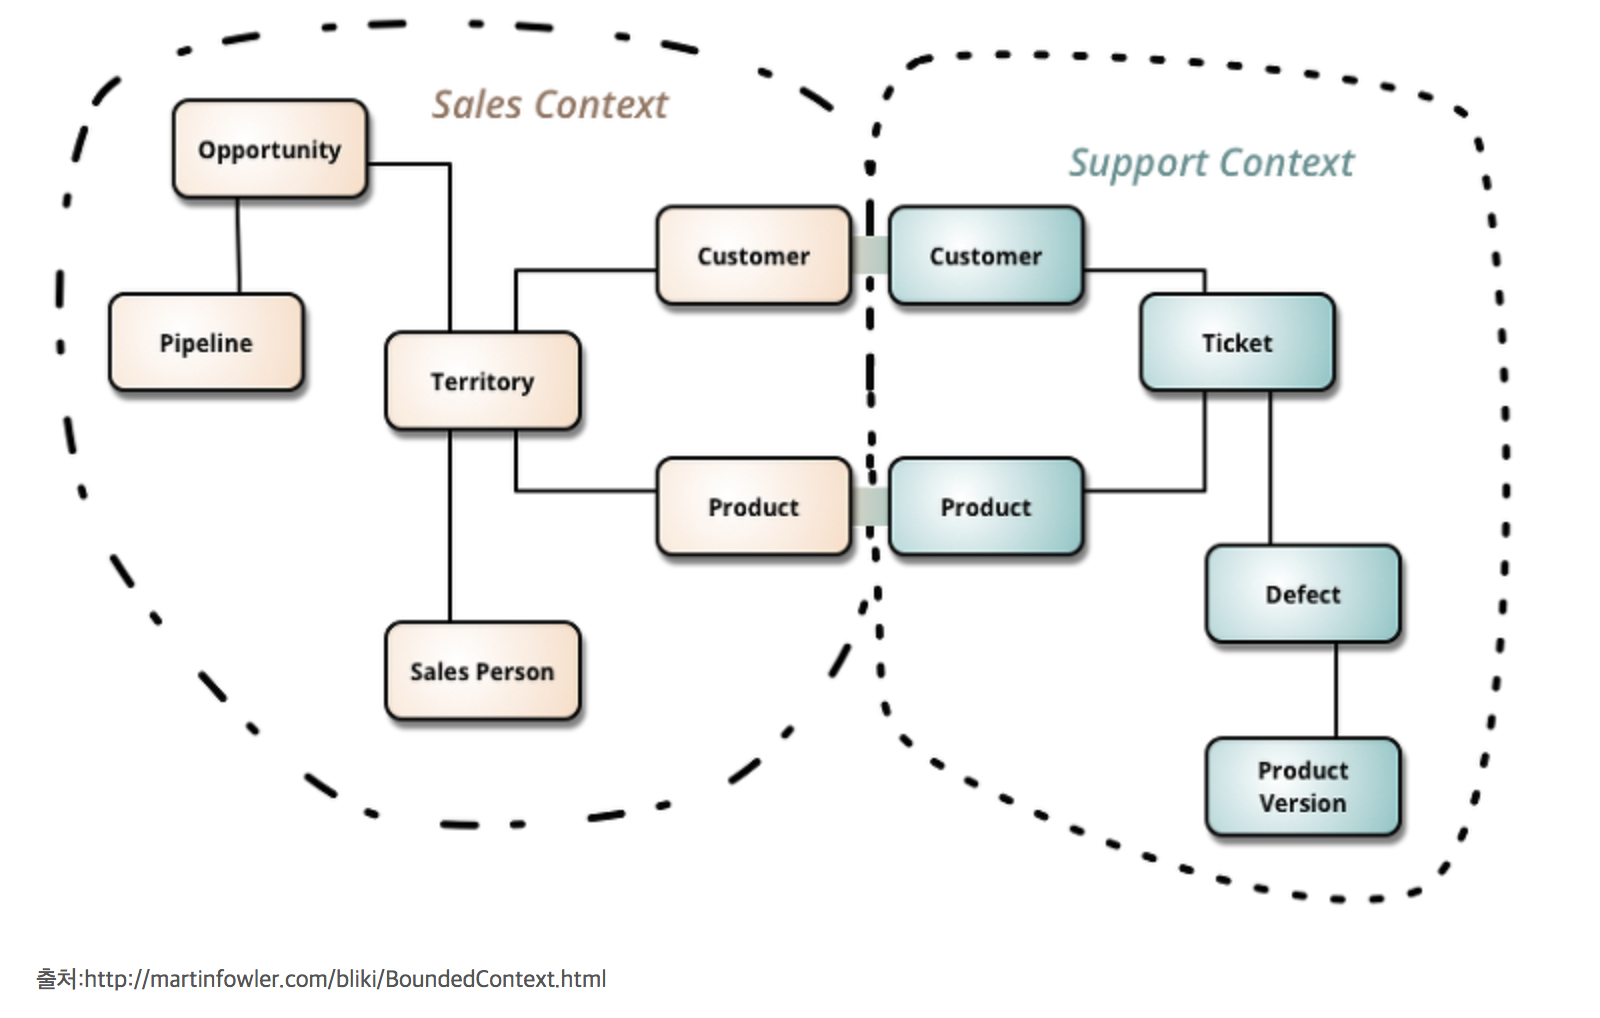 Sales Context
Support Context
Opportunity
Customer
Customer
Pipeline
Ticket
Territory
Product
Product
Defect
Sales Person
Product
Version
출처:http://martinfowler.com/bliki/BoundedContext.html